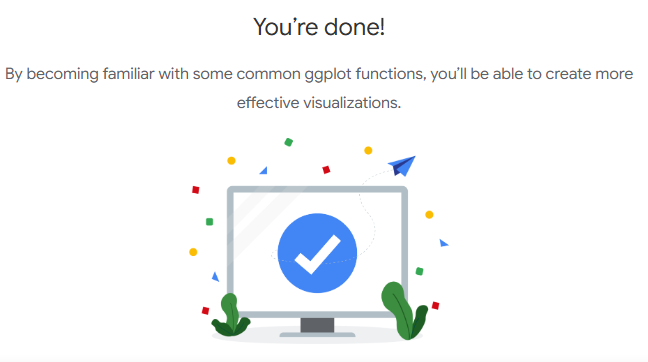 You’re done!
By becoming familiar with some common ggplot functions, you’ll be able to create more
effective visualizations.